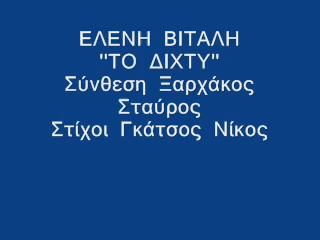 ΕΛΕΝΗ ΒΙΤΑΛΗ
"ΤΟ ΔΙΧΤΥ"
Σύνθεση Ξαρχάκος
Σταύρος
Στίχοι Γκάτσος Νίκος